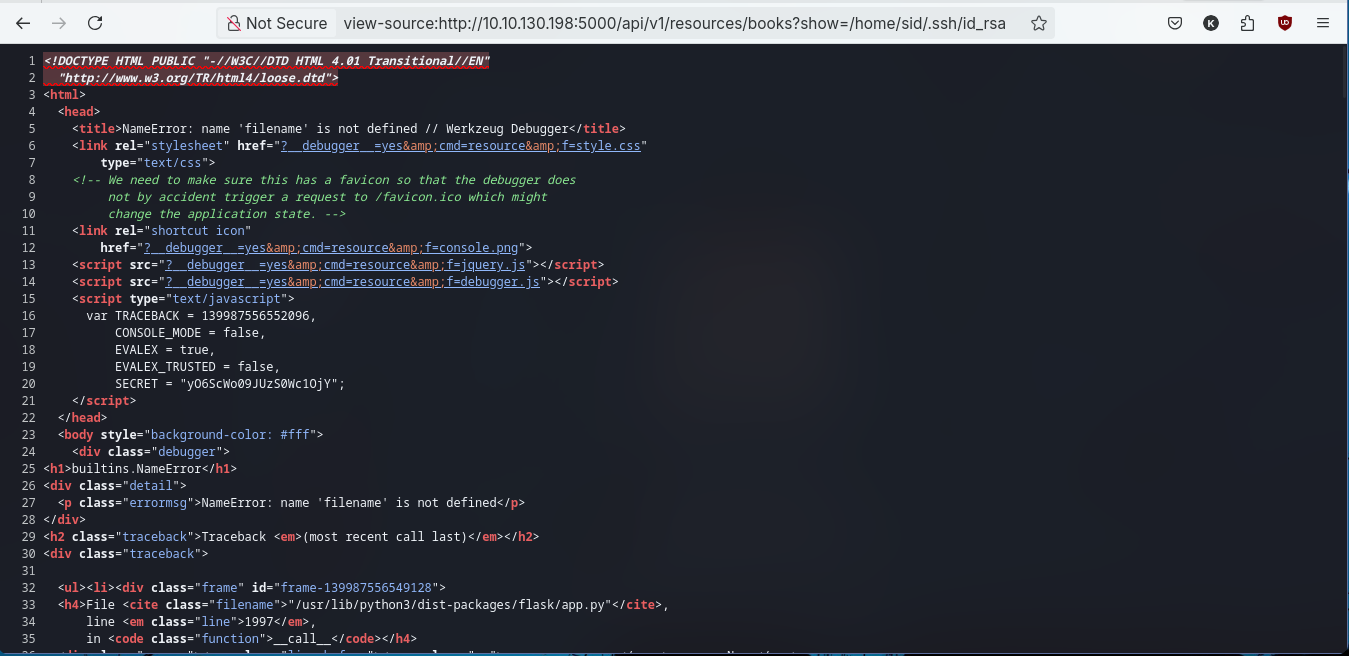 Not Secure view-source:http://10.10.130.198:5000/api/v1/resources/books?show=/home/sid/.ssh/id_rsa
1 <!DOCTYPE HTML PUBLIC "-//W3C//DTD HTML 4.01 Transitional//EN"
2 "http://www.w3.org/TR/html4/loose.dtd">
3 <html>
4 <head>
5 <title>NameError: name 'filename' is not defined // Werkzeug Debugger</title>
6 <link rel="stylesheet" href="?__debugger__=yes&amp;cmd=resource&amp;f=style.css"
7 type="text/css">
8 <!-- We need to make sure this has a favicon so that the debugger does
9 not by accident trigger a request to /favicon.ico which might
10 change the application state. -->
11 <link rel="shortcut icon"
12 href="?__debugger__=yes&amp;cmd=resource&amp;f=console.png">
13 <script src="?__debugger__=yes&amp;cmd=resource&amp;f=jquery.js"></script>
14 <script src="?__debugger__=yes&amp;cmd=resource&amp;f=debugger.js"></script>
15 <script type="text/javascript">
16 var TRACEBACK = 139987556552096,
17 CONSOLE_MODE = false,
18 EVALEX = true,
19 EVALEX_TRUSTED = false,
20 SECRET = "yO6ScWo09JUzS0Wc1OjY";
21 </script>
22 </head>
23 <body style="background-color: #fff">
24 <div class="debugger">
25 <h1>builtins.NameError</h1>
26 <div class="detail">
27 <p class="errormsg">NameError: name 'filename' is not defined</p>
28 </div>
29 <h2 class="traceback">Traceback <em>(most recent call last)</em></h2>
30 <div class="traceback">
31
32 <ul><li><div class="frame" id="frame-139987556549128">
33 <h4>File <cite class="filename">"/usr/lib/python3/dist-packages/flask/app.py"</cite>,
34 line <em class="line">1997</em>,
35 in <code class="function">__call__</code></h4>